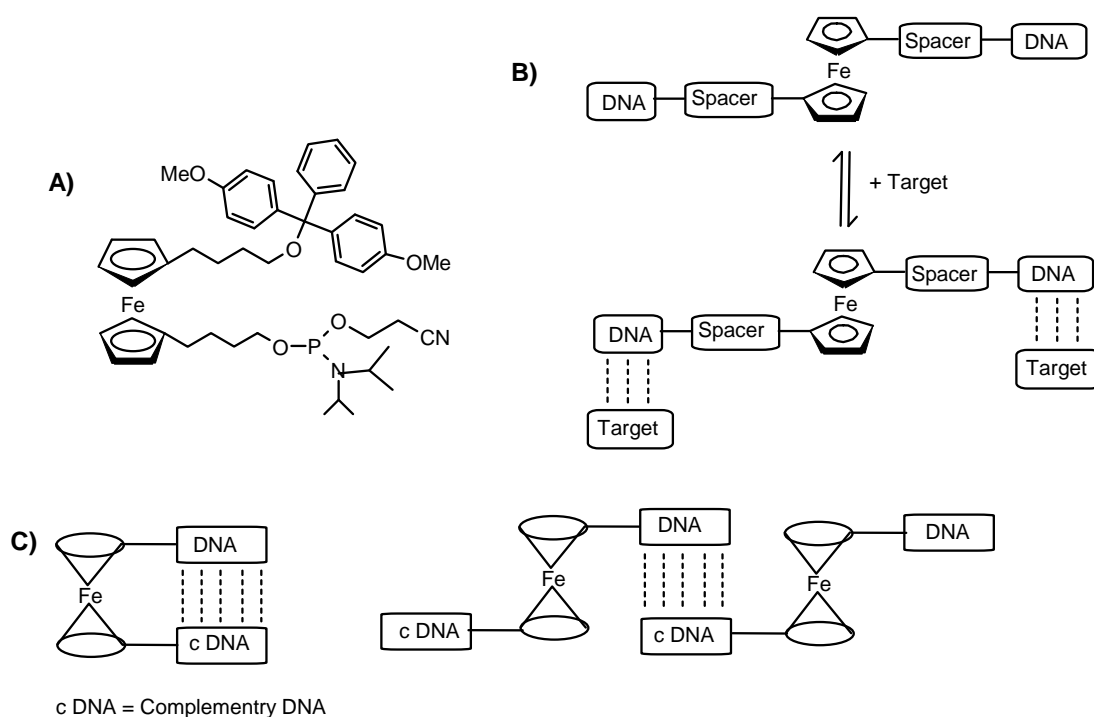 A)
MeO
O
OMe
Fe
O
P
O
CN
N
B)
Spacer
DNA
Fe
DNA
Spacer
+ Target
Spacer
DNA
Fe
DNA
Spacer
Target
Target
C)
DNA
Fe
c DNA
DNA
Fe
c DNA
c DNA
DNA
Fe
c DNA = Complementry DNA